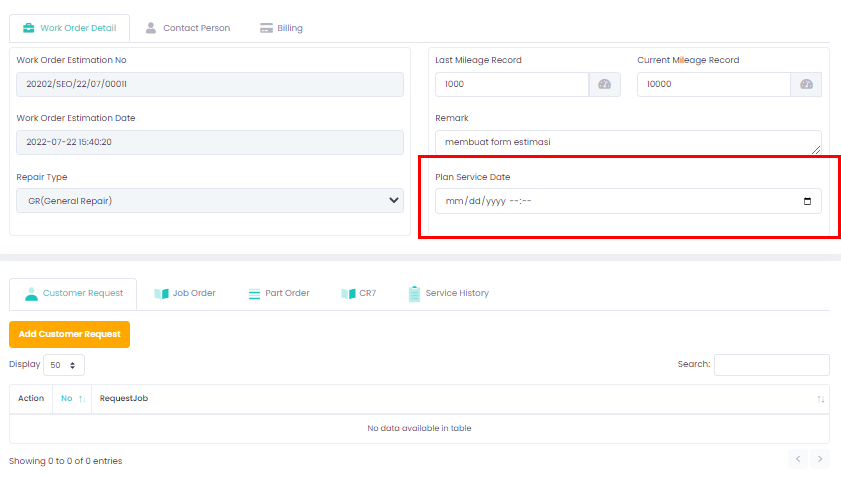 Work Order Detail
Contact Person
Billing
Work Order Estimation No
20202/SEO/22/07/00011
Work Order Estimation Date
2022-07-22 15:40:20
Repair Type
GR(General Repair)
Last Mileage Record
Current Mileage Record
1000
10000
Remark
membuat form estimasi
Plan Service Date
mm/dd/yyyy --:--
Customer Request
Job Order
Part Order
CR7
Service History
Add Customer Request
Display 50
Search:
Action No RequestJob
No data available in table
Showing 0 to 0 of 0 entries